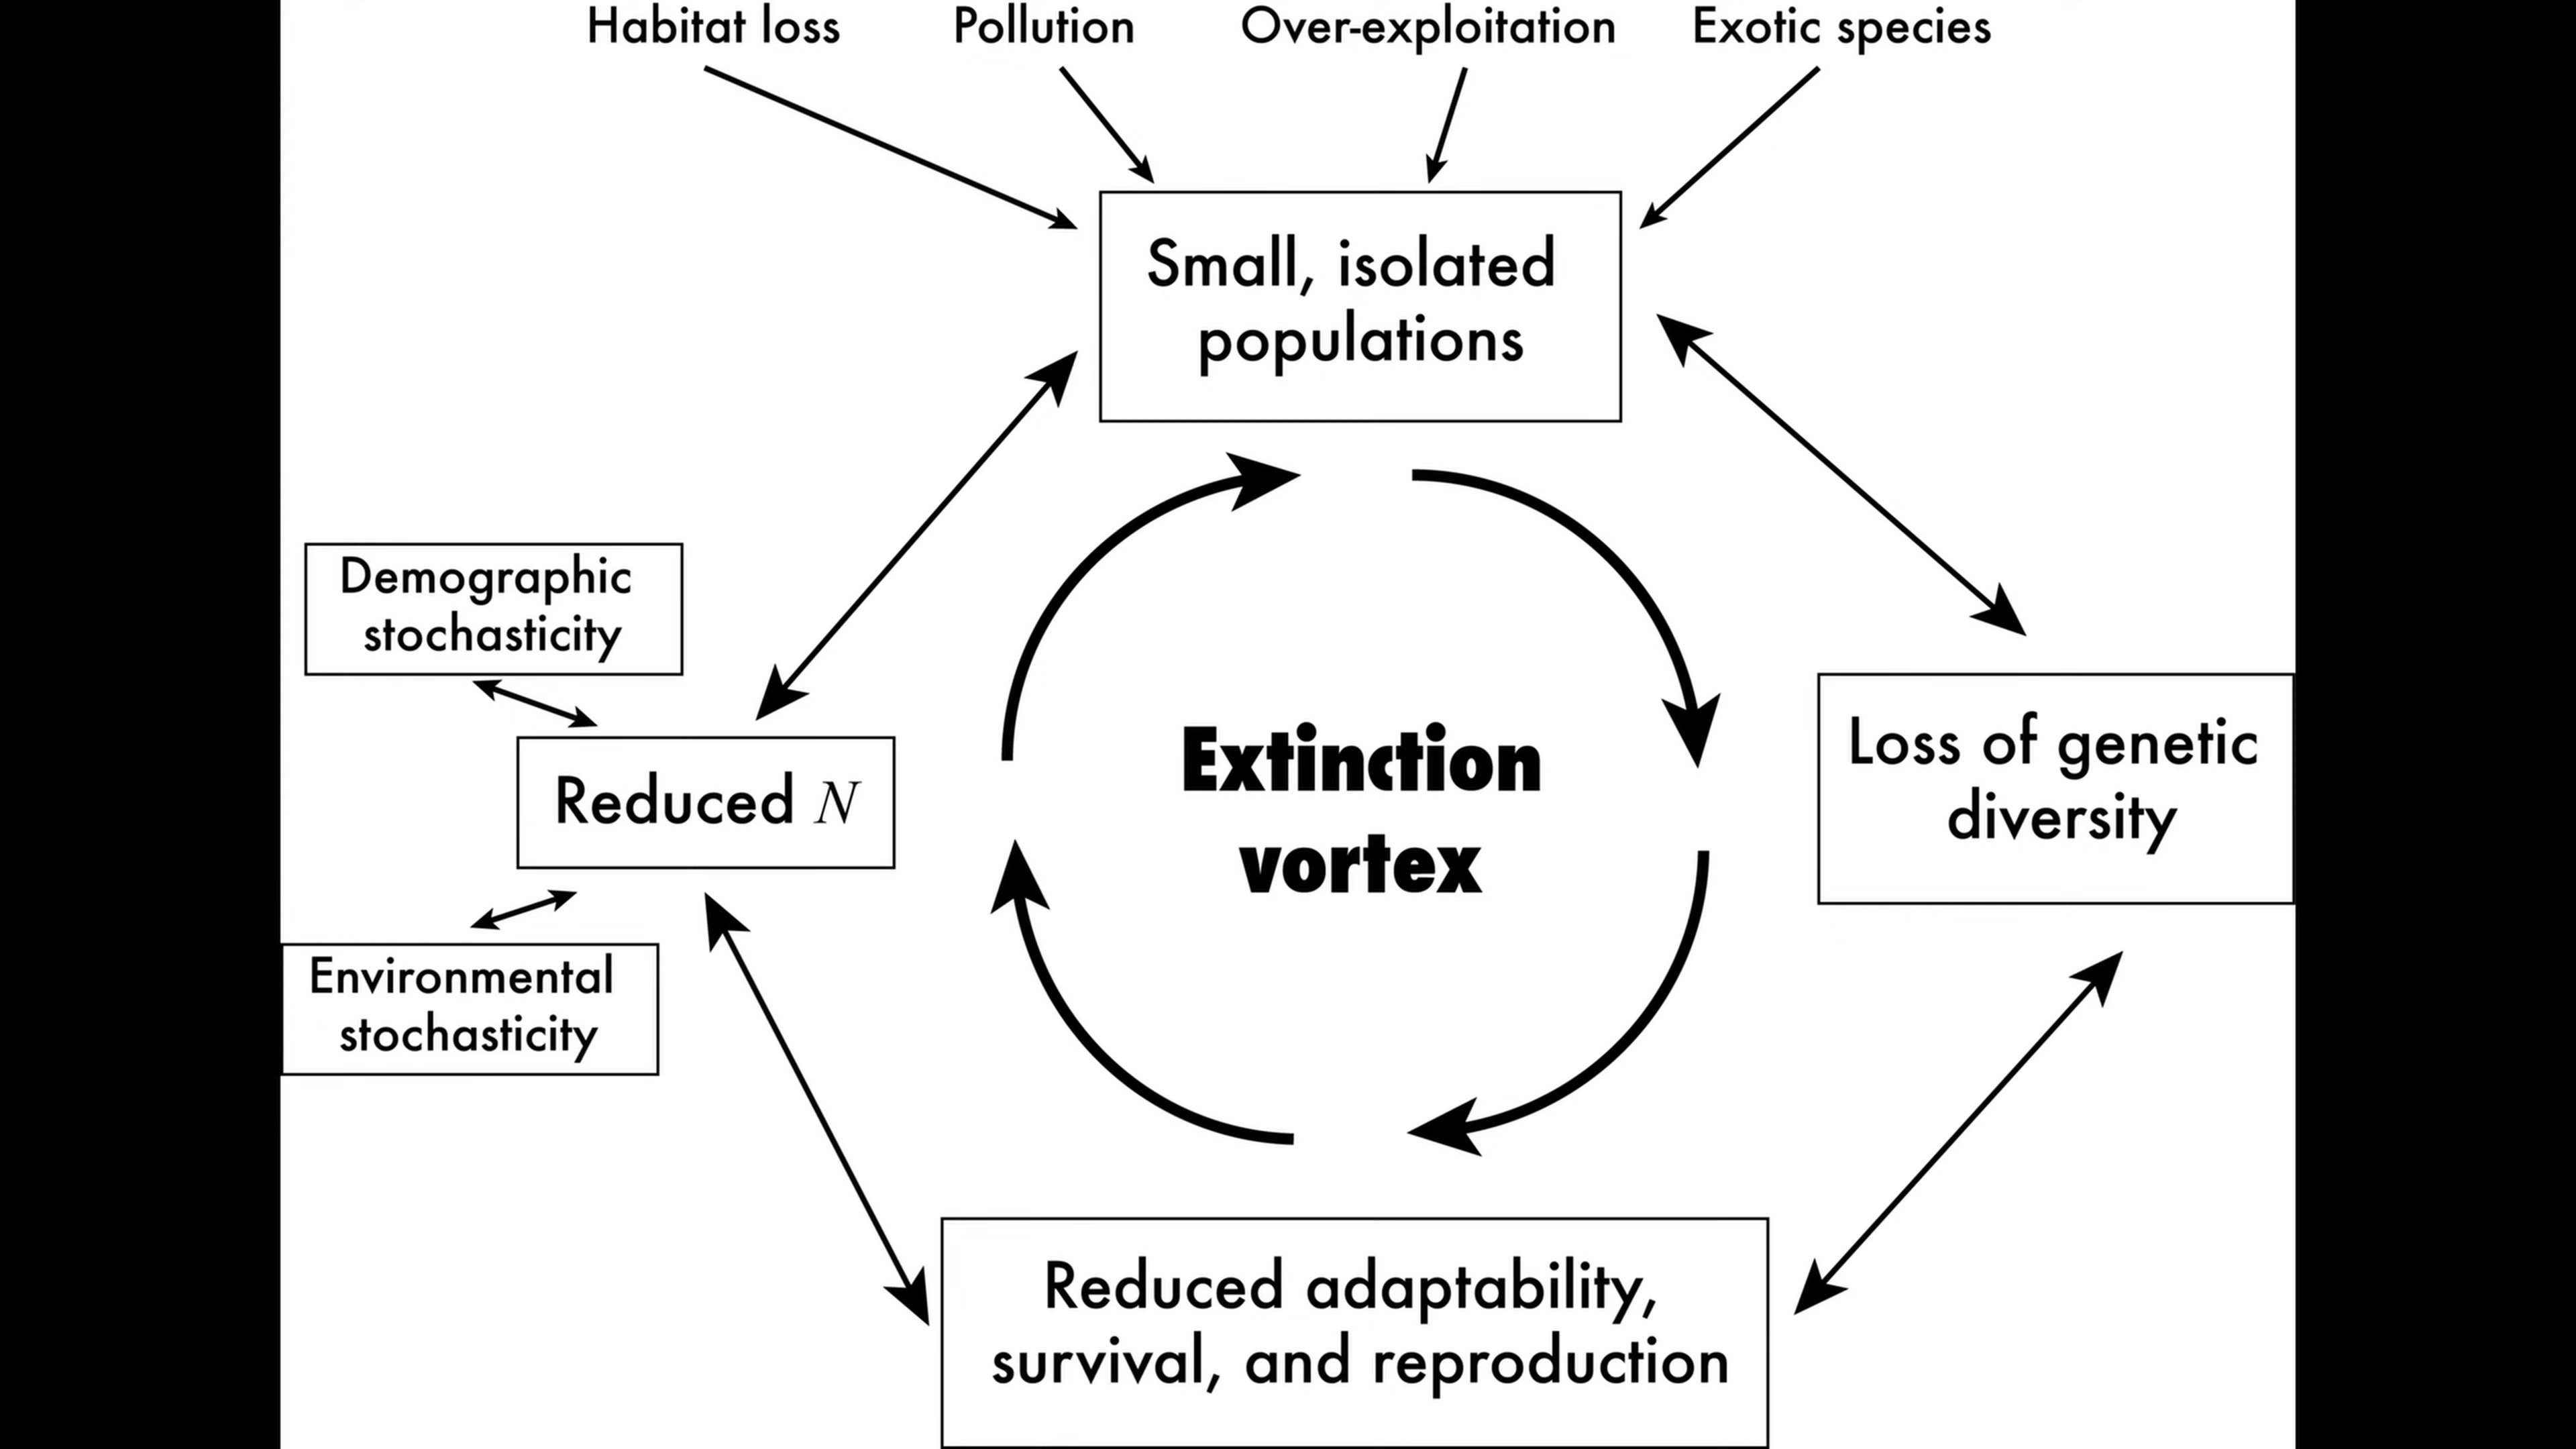 Habitat loss
Pollution
Over-exploitation
Exotic species
Small, isolated
populations
Demographic
stochasticity
Reduced N
Environmental
stochasticity
Extinction
vortex
Loss of genetic
diversity
Reduced adaptability,
survival, and reproduction